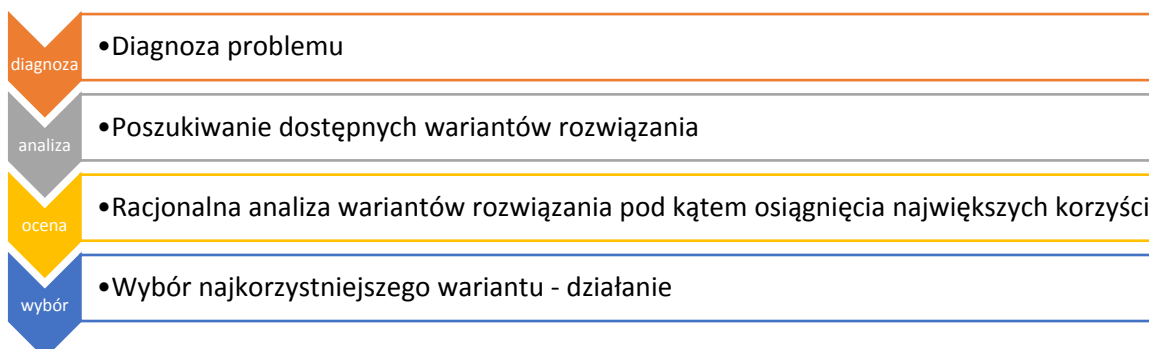 diagnoza
•Diagnoza problemu
analiza
•Poszukiwanie dostępnych wariantów rozwiązania
ocena
•Racjonalna analiza wariantów rozwiązania pod kątem osiągnięcia największych korzyści
wybór
•Wybór najkorzystniejszego wariantu - działanie